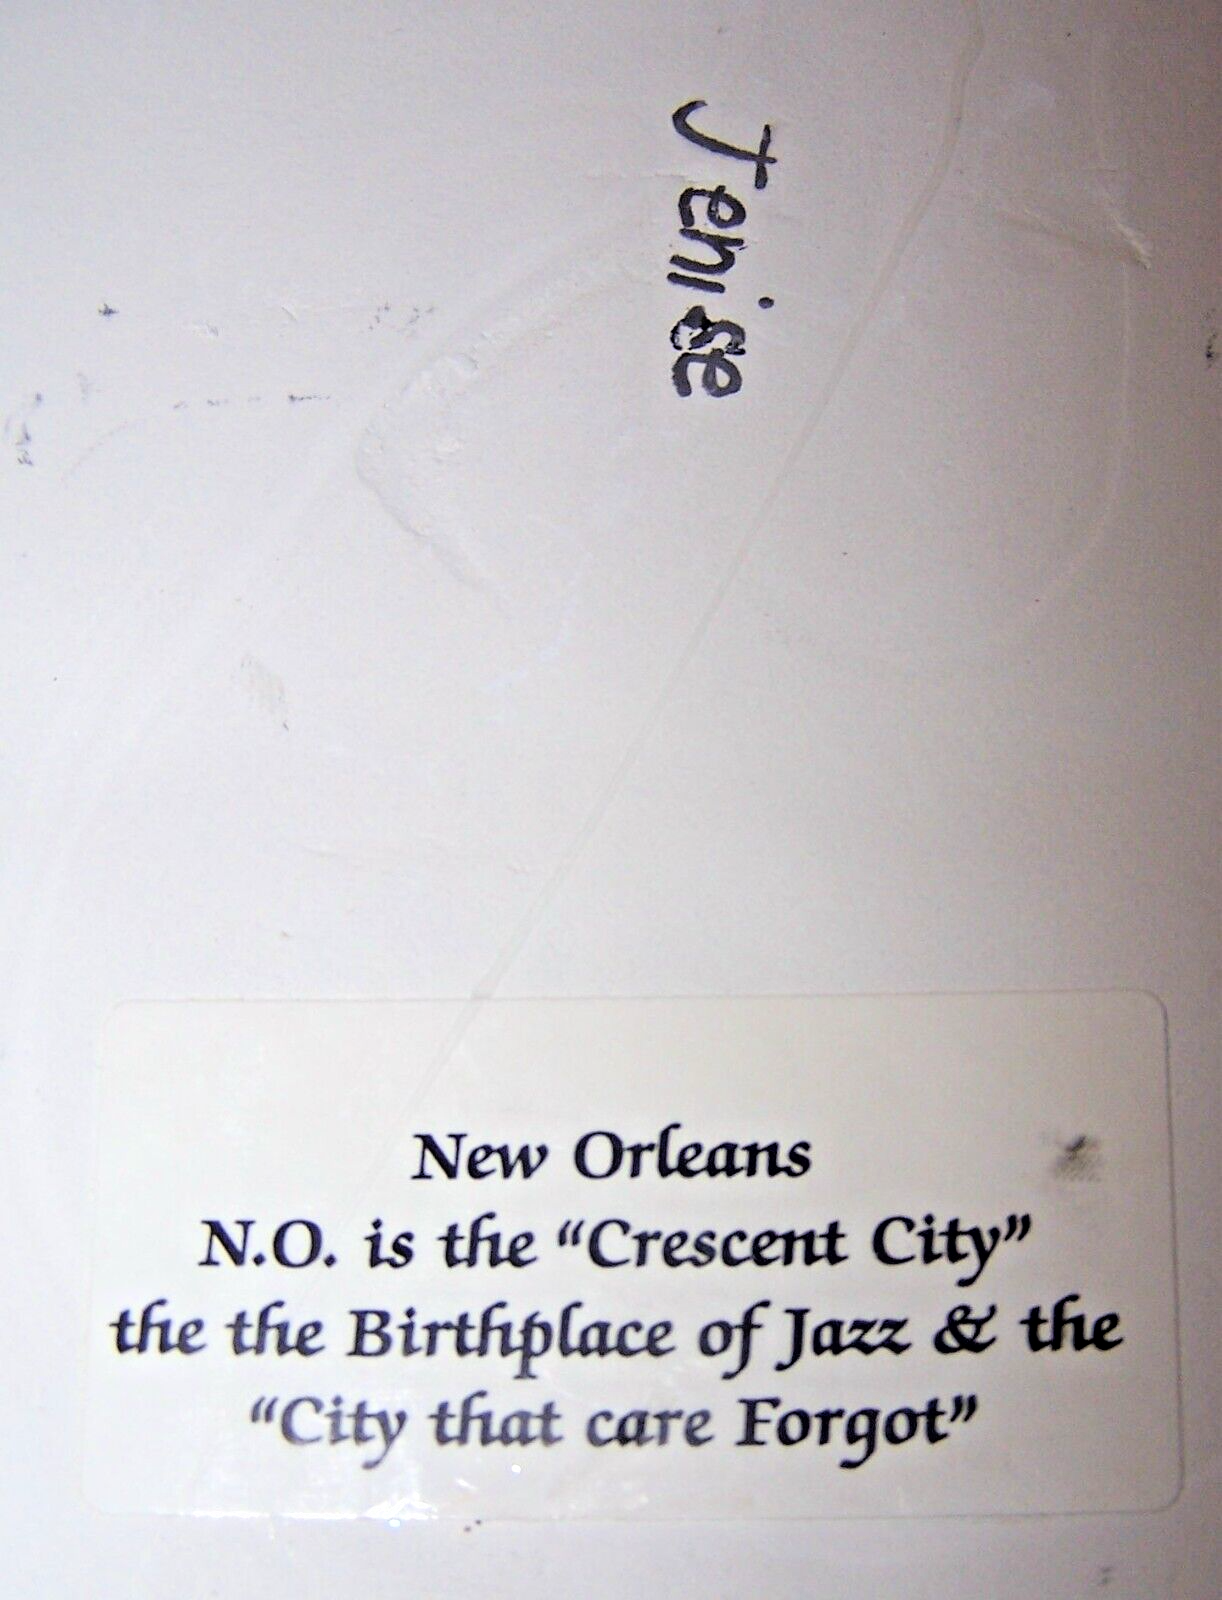 Jenise
New Orleans
N.O. is the “Crescent City”
the the Birthplace of Jazz & the
“City that care Forgot”